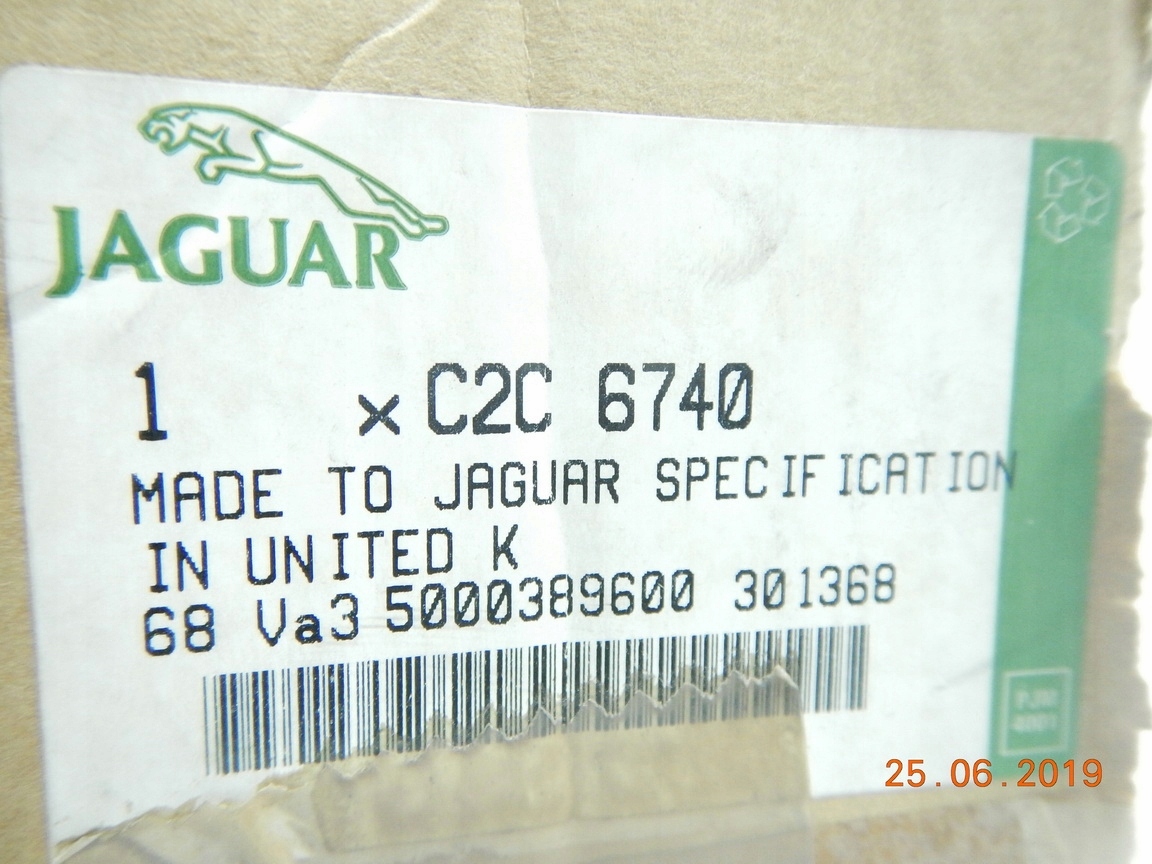 JAGUAR
1 x C2C 6740
MADE TO JAGUAR SPECIFICATION
IN UNITED K
68 Va3 5000389600 301368
25.06.2019